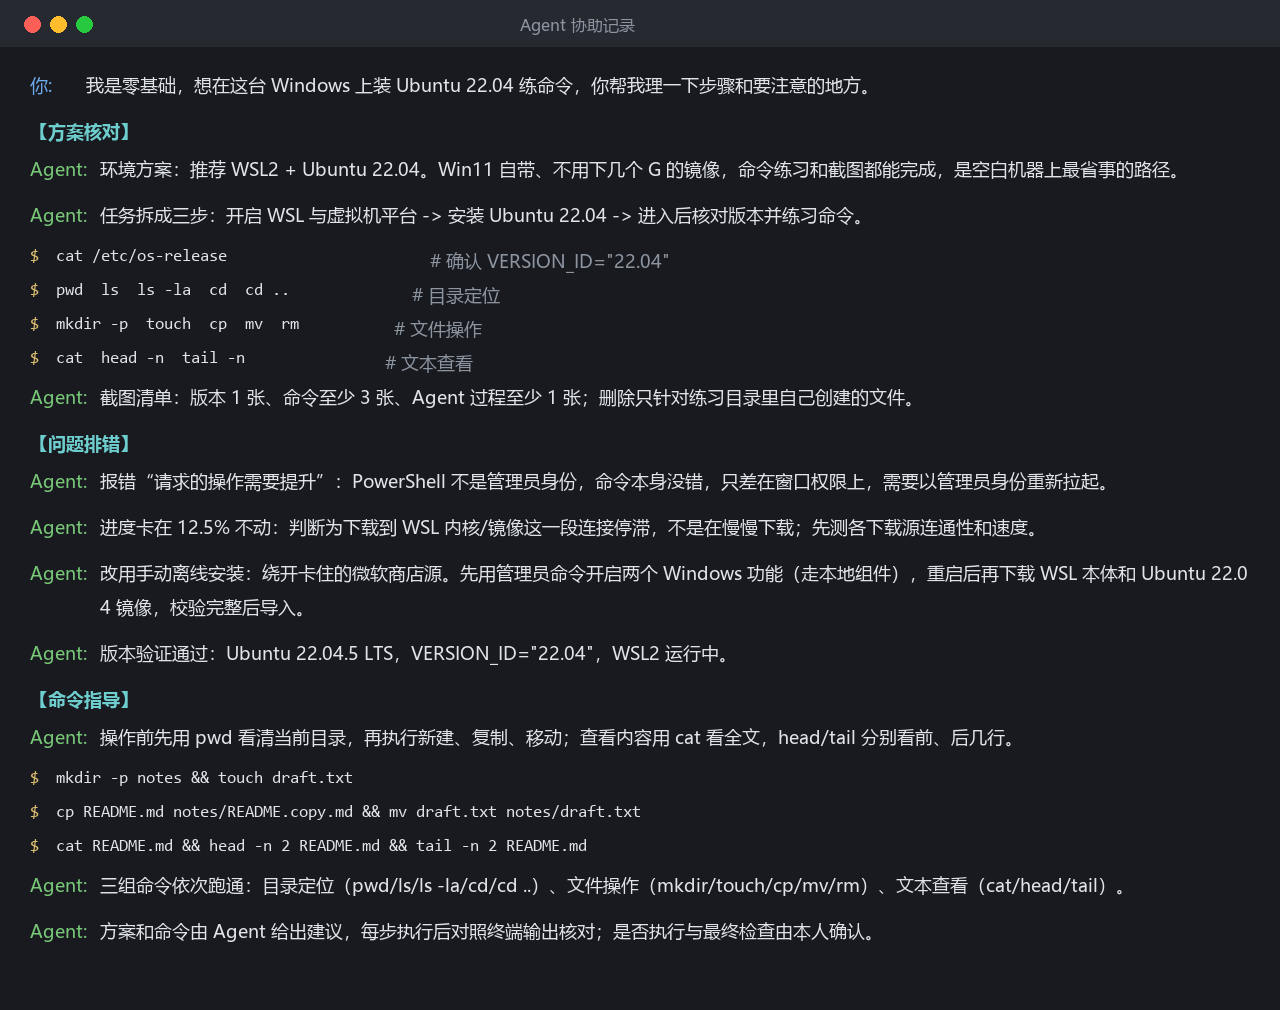 Agent 协助记录
你: 我是零基础，想在这台 Windows 上装 Ubuntu 22.04 练命令，你帮我理一下步骤和要注意的地方。
【方案核对】
Agent: 环境方案：推荐 WSL2 + Ubuntu 22.04。Win11 自带、不用下几个 G 的镜像，命令练习和截图都能完成，是空白机器上最省事的路径。
Agent: 任务拆成三步：开启 WSL 与虚拟机平台 -> 安装 Ubuntu 22.04 -> 进入后核对版本并练习命令。
$ cat /etc/os-release # 确认 VERSION_ID="22.04"
$ pwd  ls  ls -la  cd  cd .. # 目录定位
$ mkdir -p  touch  cp  mv  rm # 文件操作
$ cat  head -n  tail -n # 文本查看
Agent: 截图清单：版本 1 张、命令至少 3 张、Agent 过程至少 1 张；删除只针对练习目录里自己创建的文件。
【问题排错】
Agent: 报错“请求的操作需要提升”：PowerShell 不是管理员身份，命令本身没错，只差在窗口权限上，需要以管理员身份重新拉起。
Agent: 进度卡在 12.5% 不动：判断为下载到 WSL 内核/镜像这一段连接停滞，不是在慢慢下载；先测各下载源连通性和速度。
Agent: 改用手动离线安装：绕开卡住的微软商店源。先用管理员命令开启两个 Windows 功能（走本地组件），重启后再下载 WSL 本体和 Ubuntu 22.0
4 镜像，校验完整后导入。
Agent: 版本验证通过：Ubuntu 22.04.5 LTS，VERSION_ID="22.04"，WSL2 运行中。
【命令指导】
Agent: 操作前先用 pwd 看清当前目录，再执行新建、复制、移动；查看内容用 cat 看全文，head/tail 分别看前、后几行。
$ mkdir -p notes && touch draft.txt
$ cp README.md notes/README.copy.md && mv draft.txt notes/draft.txt
$ cat README.md && head -n 2 README.md && tail -n 2 README.md
Agent: 三组命令依次跑通：目录定位（pwd/ls/ls -la/cd/cd ..）、文件操作（mkdir/touch/cp/mv/rm）、文本查看（cat/head/tail）。
Agent: 方案和命令由 Agent 给出建议，每步执行后对照终端输出核对；是否执行与最终检查由本人确认。